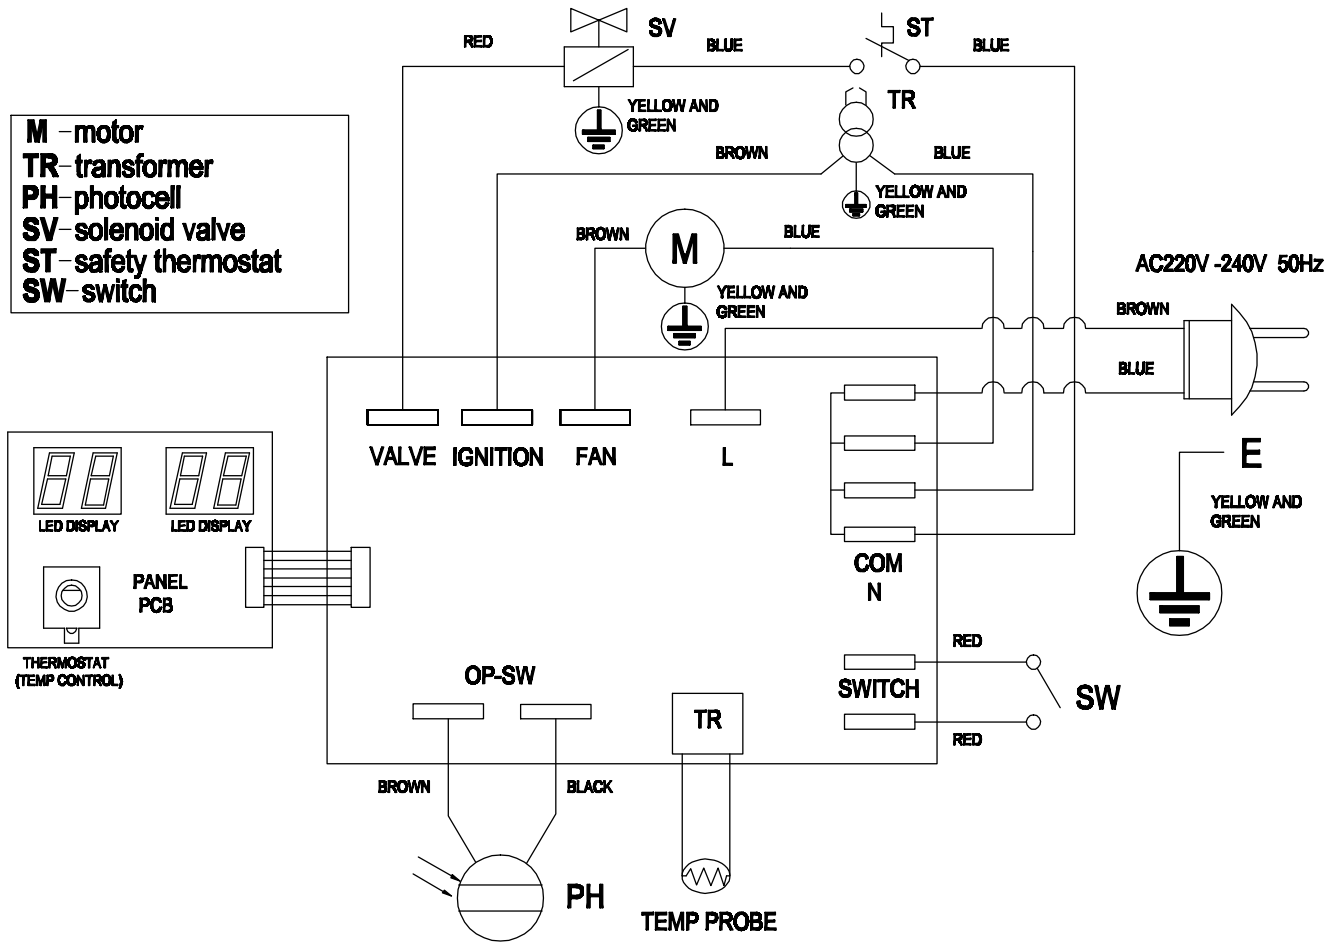 SV
ST
RED
BLUE
BLUE
TR
YELLOW AND
GREEN
M - motor
TR - transformer
PH - photocell
SV - solenoid valve
ST - safety thermostat
SW - switch
BROWN
BLUE
YELLOW AND
GREEN
BROWN
M
BLUE
YELLOW AND
GREEN
AC220V -240V 50Hz
BROWN
BLUE
VALVE
IGNITION
FAN
L
E
YELLOW AND
GREEN
LED DISPLAY
LED DISPLAY
PANEL
PCB
THERMOSTAT
(TEMP CONTROL)
COM
N
RED
SWITCH
SW
RED
OP-SW
TR
BROWN
BLACK
PH
TEMP PROBE